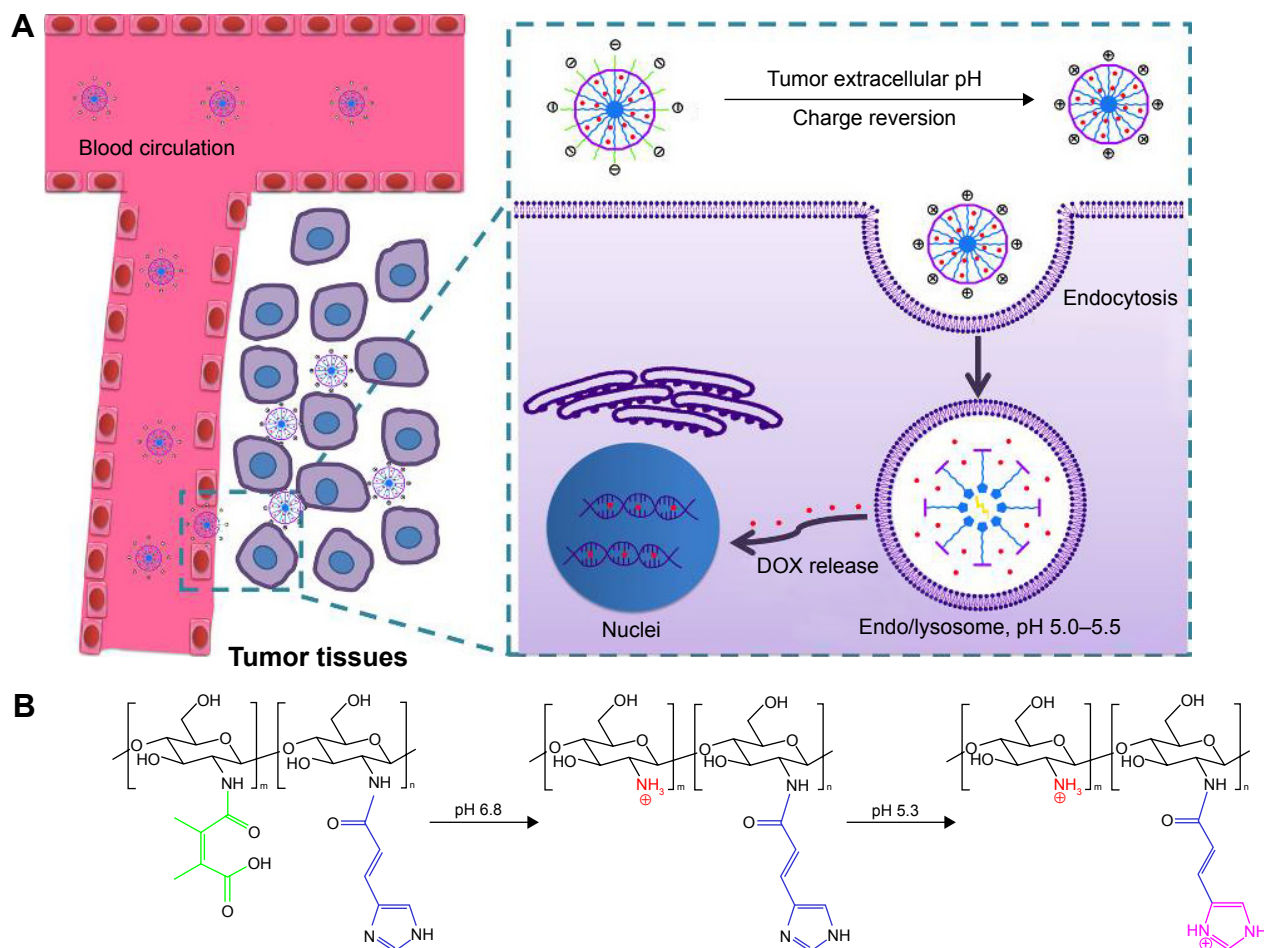 A
Blood circulation
Tumor extracellular pH
Charge reversion
Endocytosis
DOX release
Nuclei
Endo/lysosome, pH 5.0–5.5
Tumor tissues
B
OH
OH
O
O
O
O
HO
HO
NH
m
NH
n
O
O
OH
O
N
NH
pH 6.8
OH
OH
O
O
O
O
HO
HO
NH3
⊕
m
NH
n
O
N
NH
pH 5.3
OH
OH
O
O
O
O
HO
HO
NH3
⊕
m
NH
n
O
NH
⊕
NH